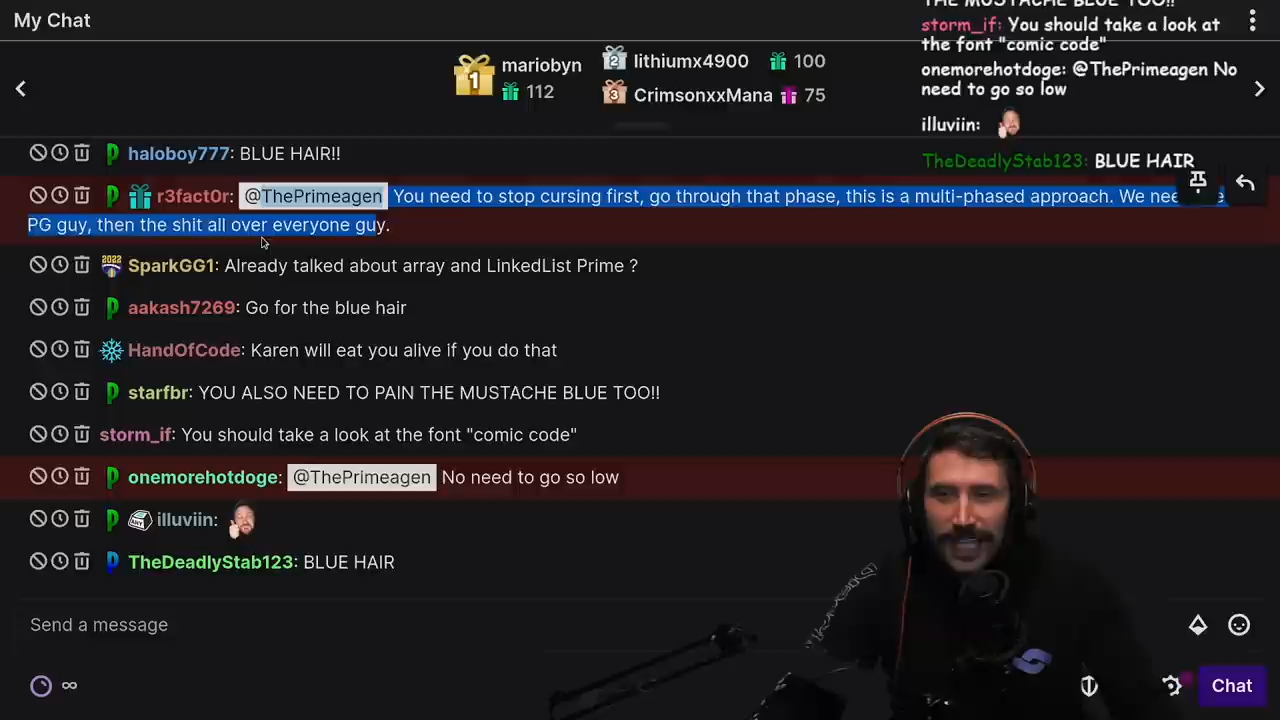 My Chat
THE MUSTACHE BLUE TOO!!
storm_if: You should take a look at
the font "comic code"
onemorehotdoge: @ThePrimeagen No
need to go so low
illuviin:
TheDeadlyStab123: BLUE HAIR
1 mariobyn
112
2 lithiumx4900 100
3 CrimsonxxMana 75
haloboy777: BLUE HAIR!!
r3fact0r: @ThePrimeagen You need to stop cursing first, go through that phase, this is a multi-phased approach. We
PG guy, then the shit all over everyone guy.
2022 SparkGG1: Already talked about array and LinkedList Prime ?
aakash7269: Go for the blue hair
HandOfCode: Karen will eat you alive if you do that
starfbr: YOU ALSO NEED TO PAIN THE MUSTACHE BLUE TOO!!
storm_if: You should take a look at the font "comic code"
onemorehotdoge: @ThePrimeagen No need to go so low
illuviin:
TheDeadlyStab123: BLUE HAIR
Send a message
∞
Chat